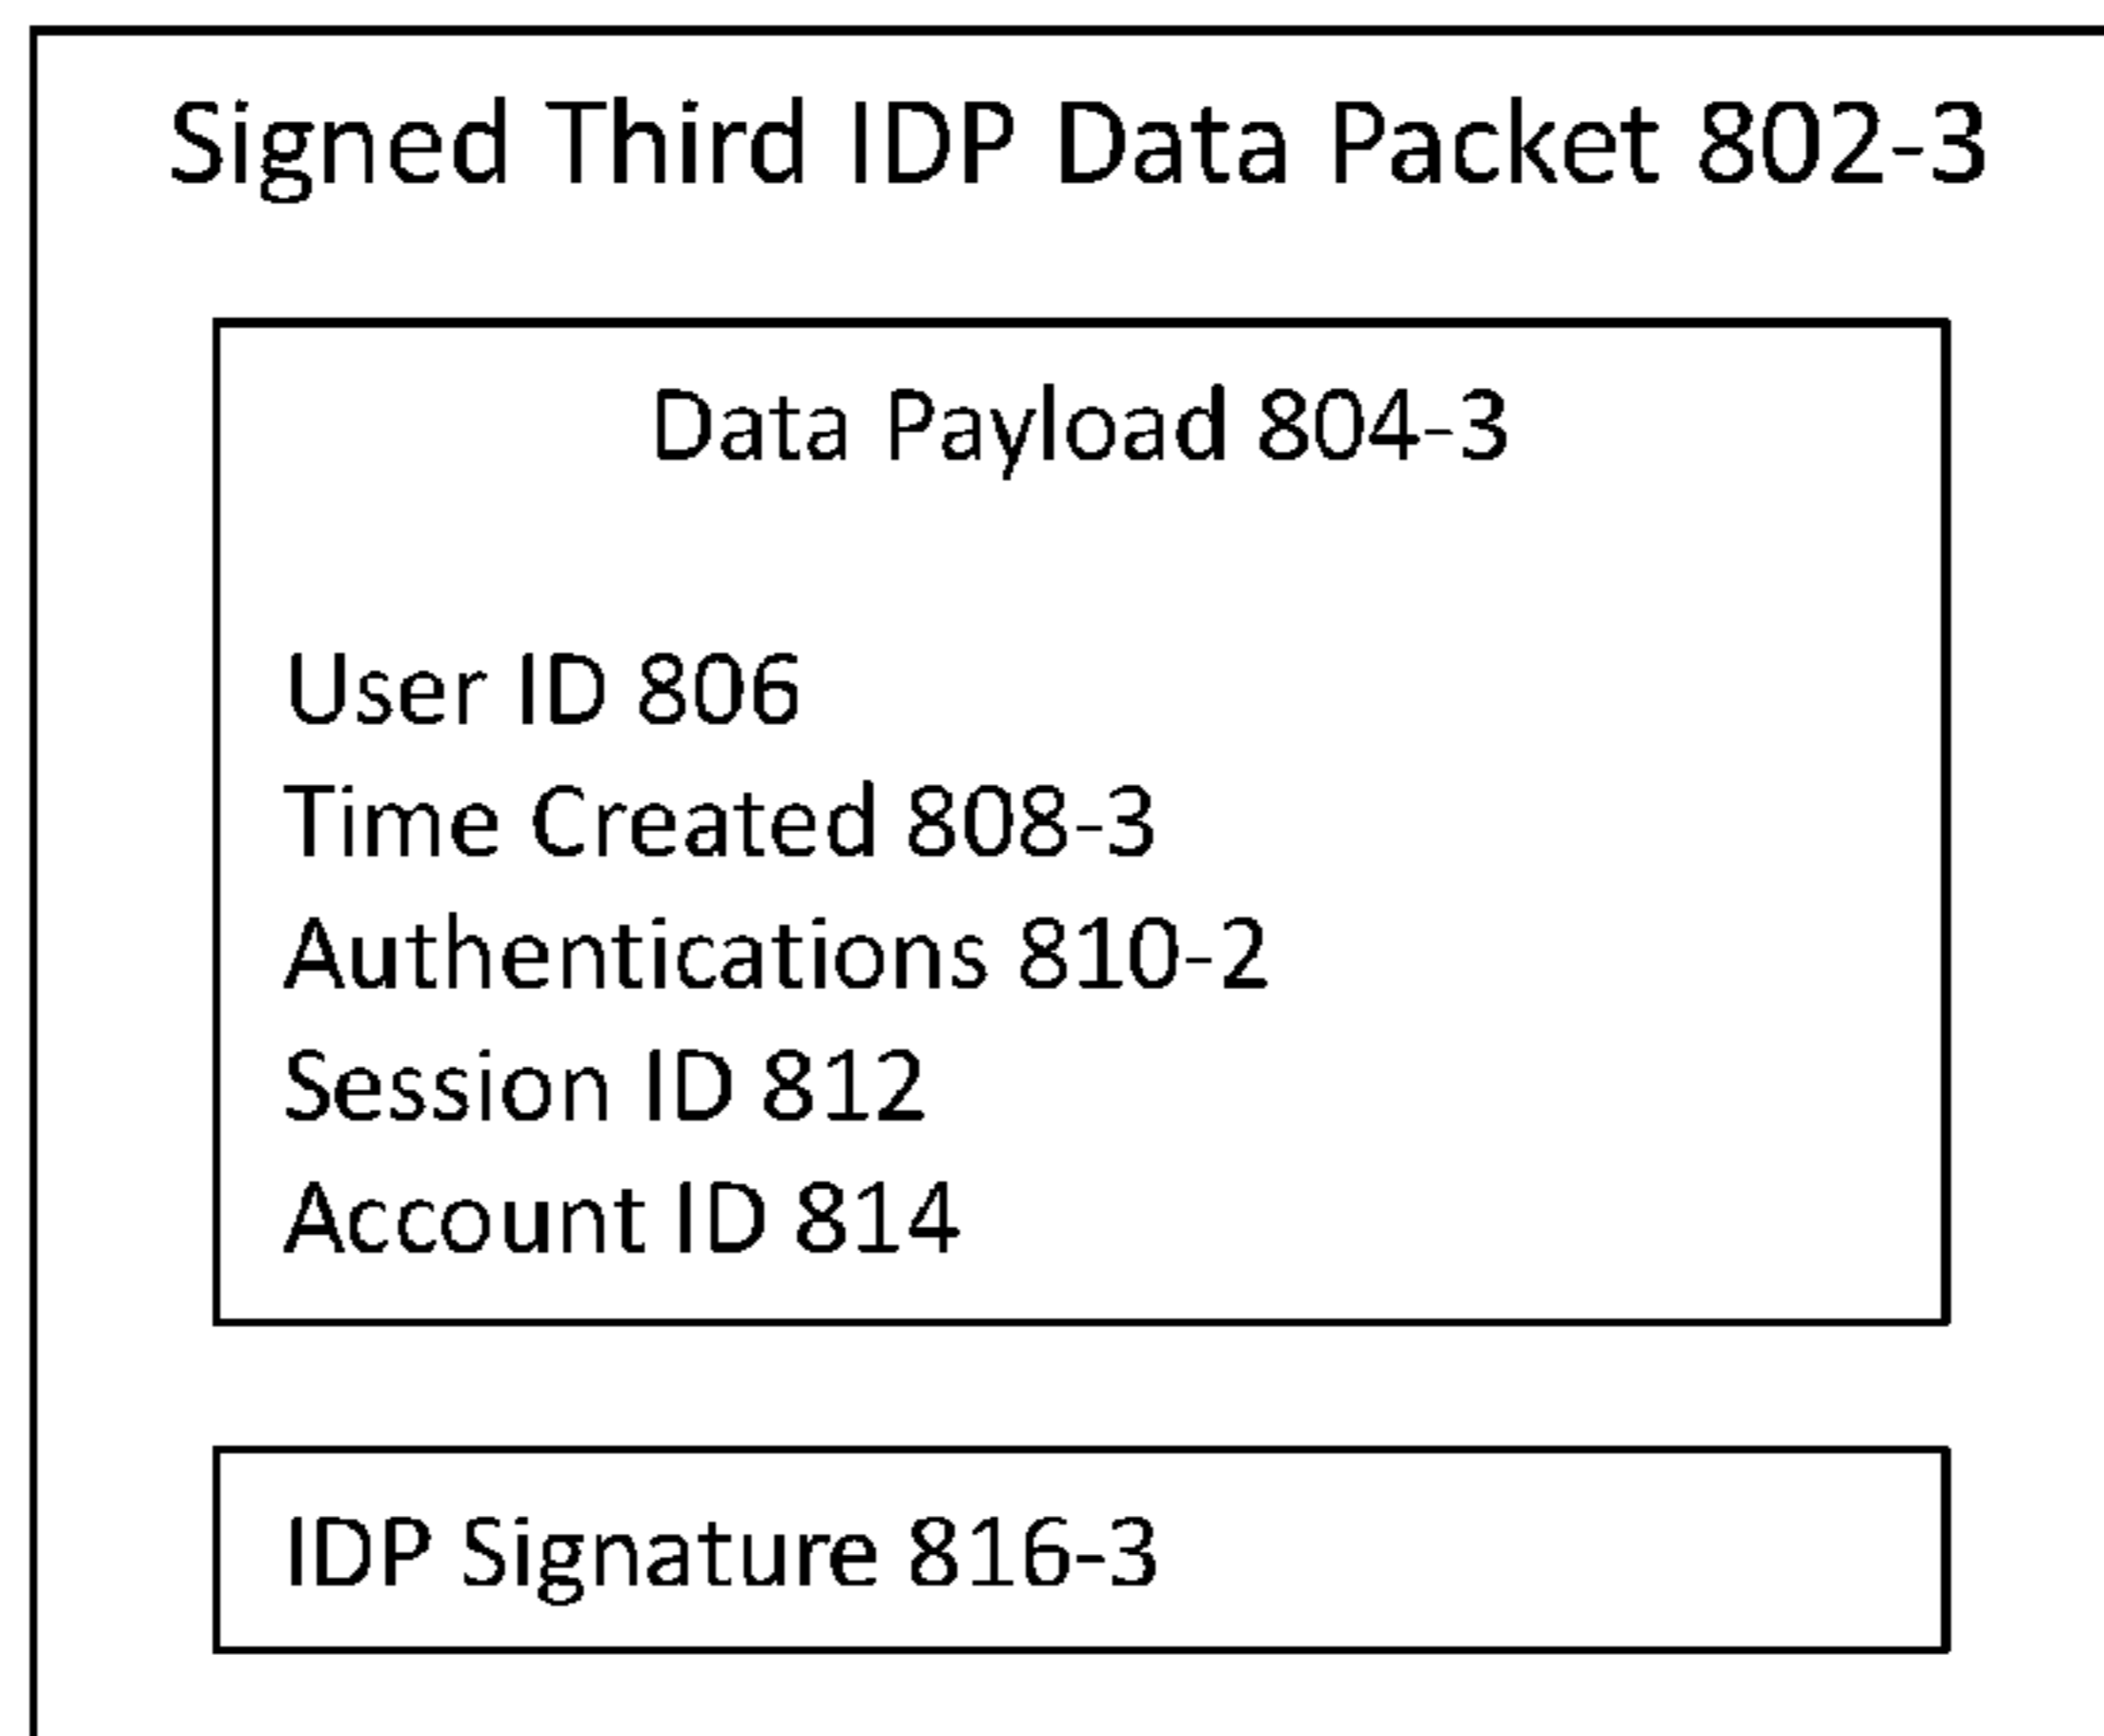 Signed Third IDP Data Packet 802-3
Data Payload 804-3
User ID 806
Time Created 808-3
Authentications 810-2
Session ID 812
Account ID 814
IDP Signature 816-3